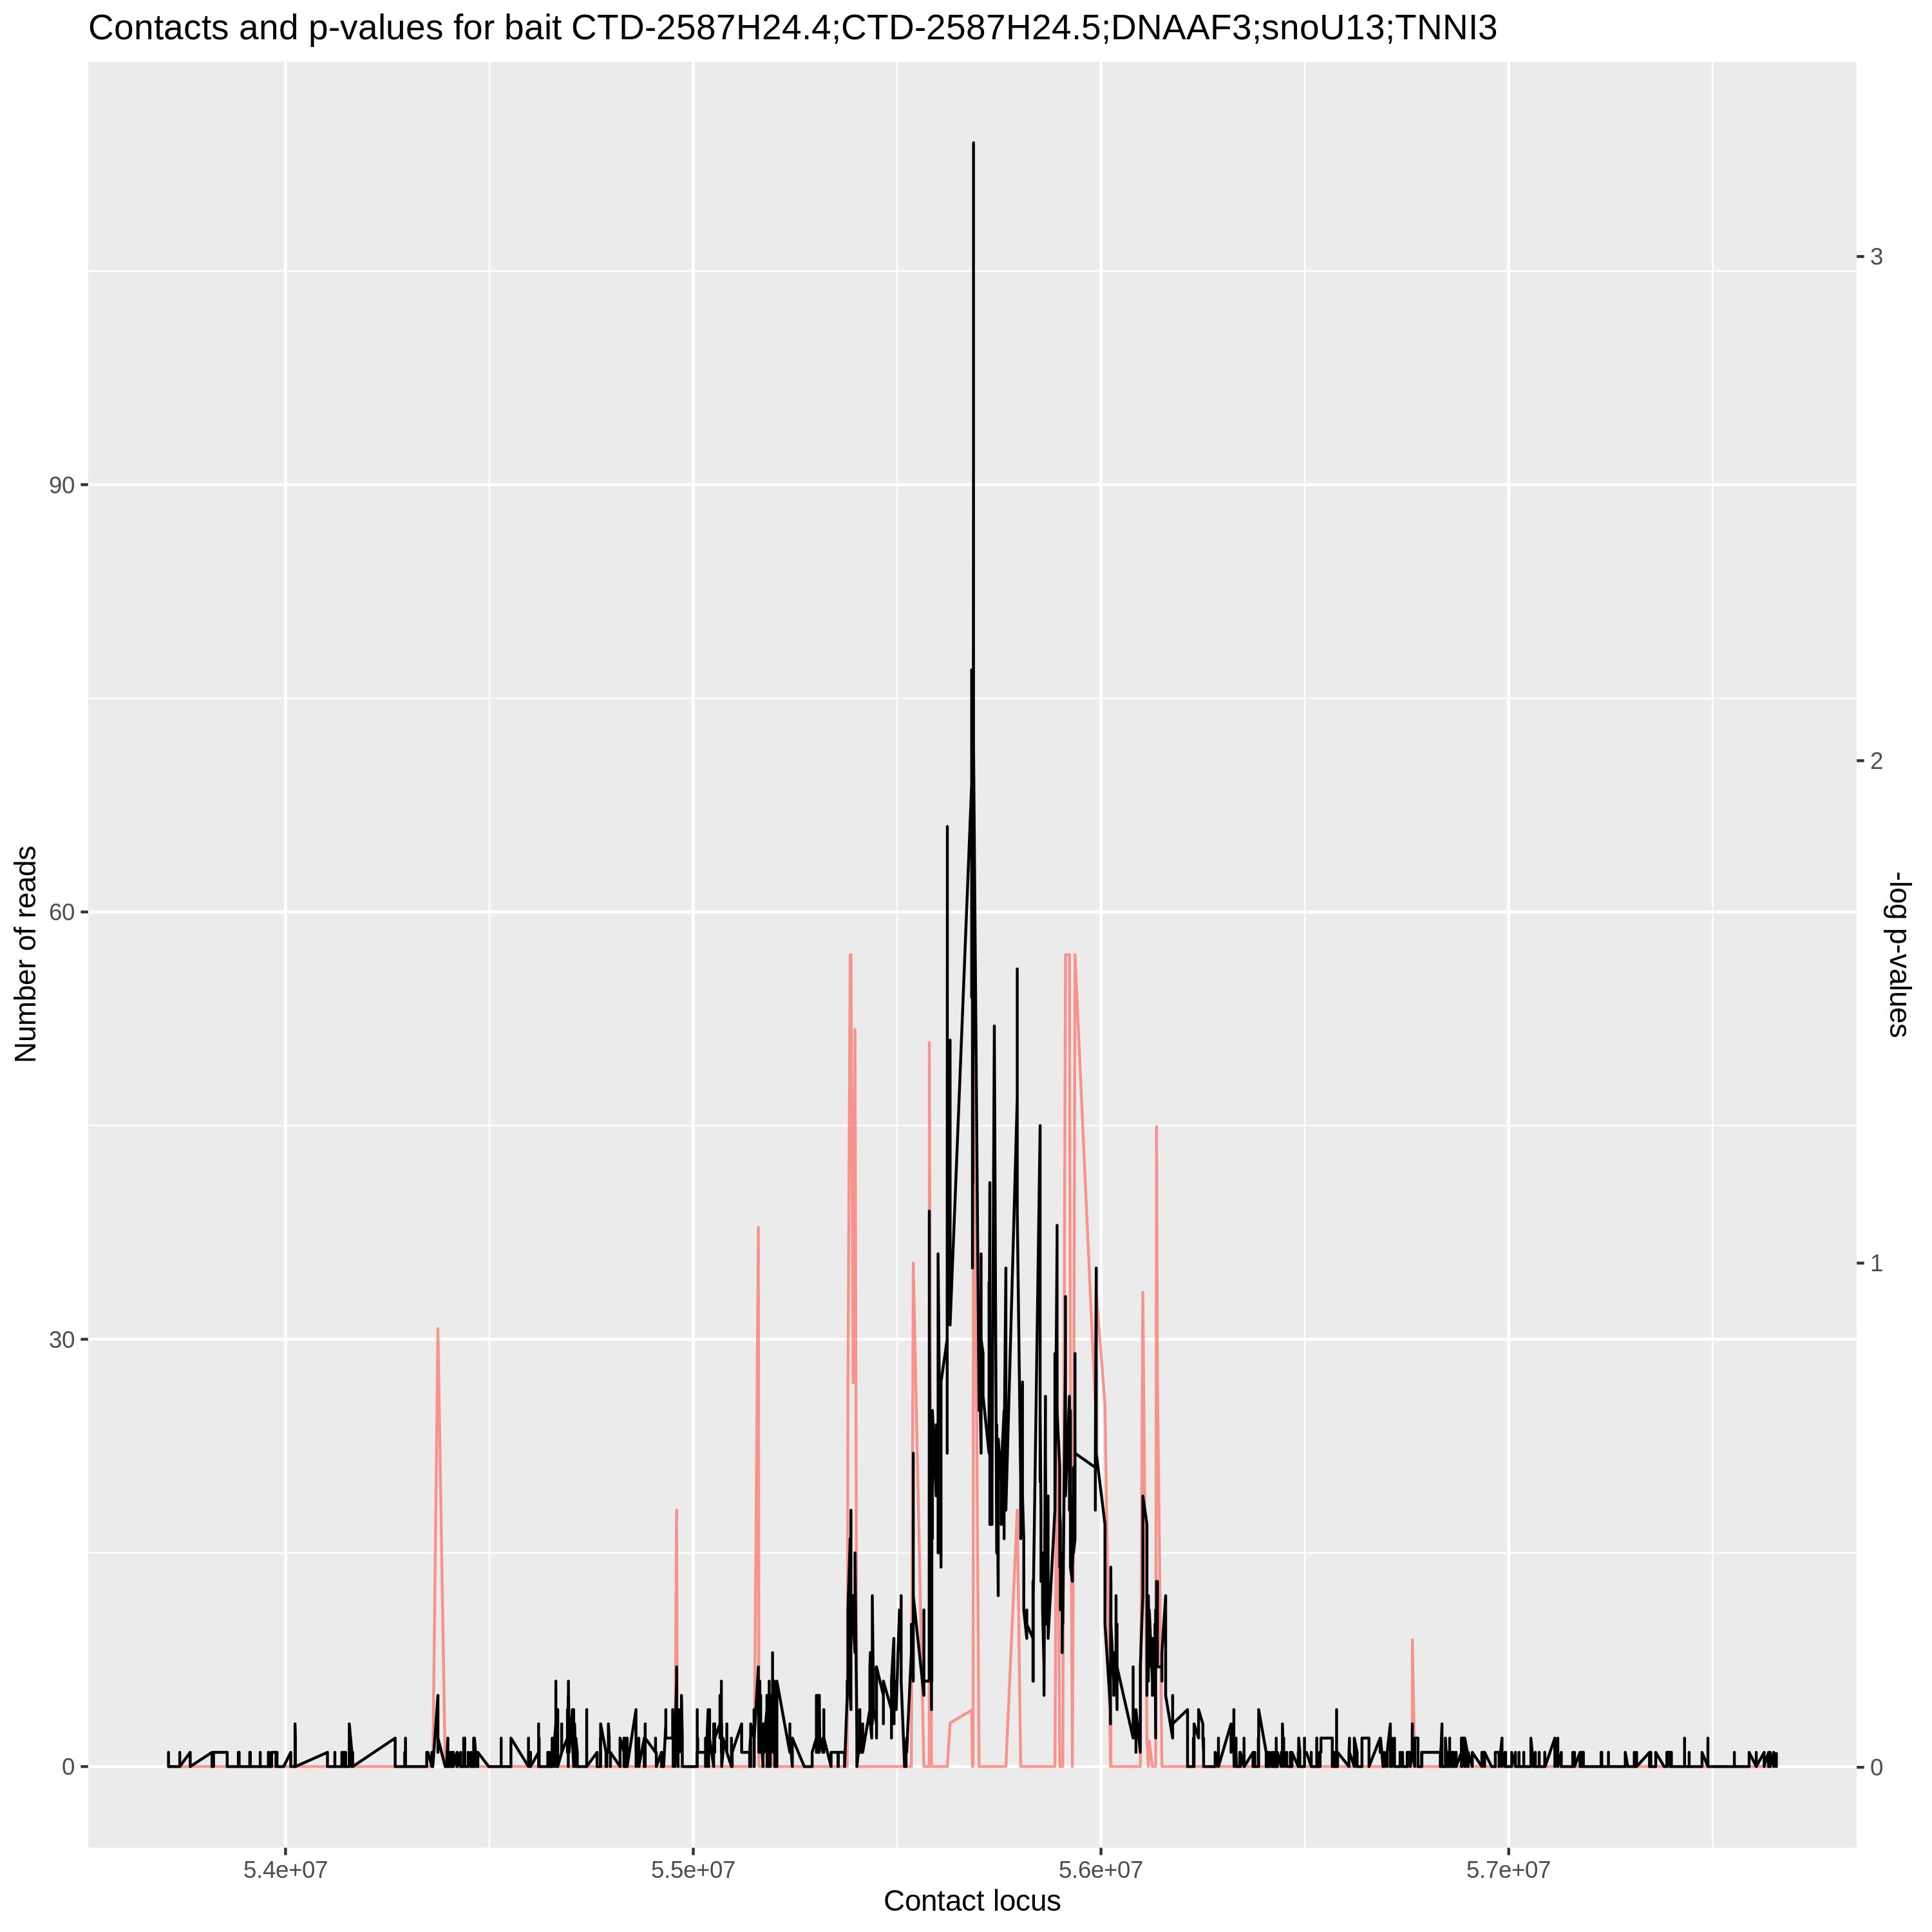 Contacts and p-values for bait CTD-2587H24.4;CTD-2587H24.5;DNAAF3;snoU13;TNNI3
Number of reads
90
60
30
0
3
2
1
0
-log p-values
5.4e+07 5.5e+07 5.6e+07 5.7e+07
Contact locus